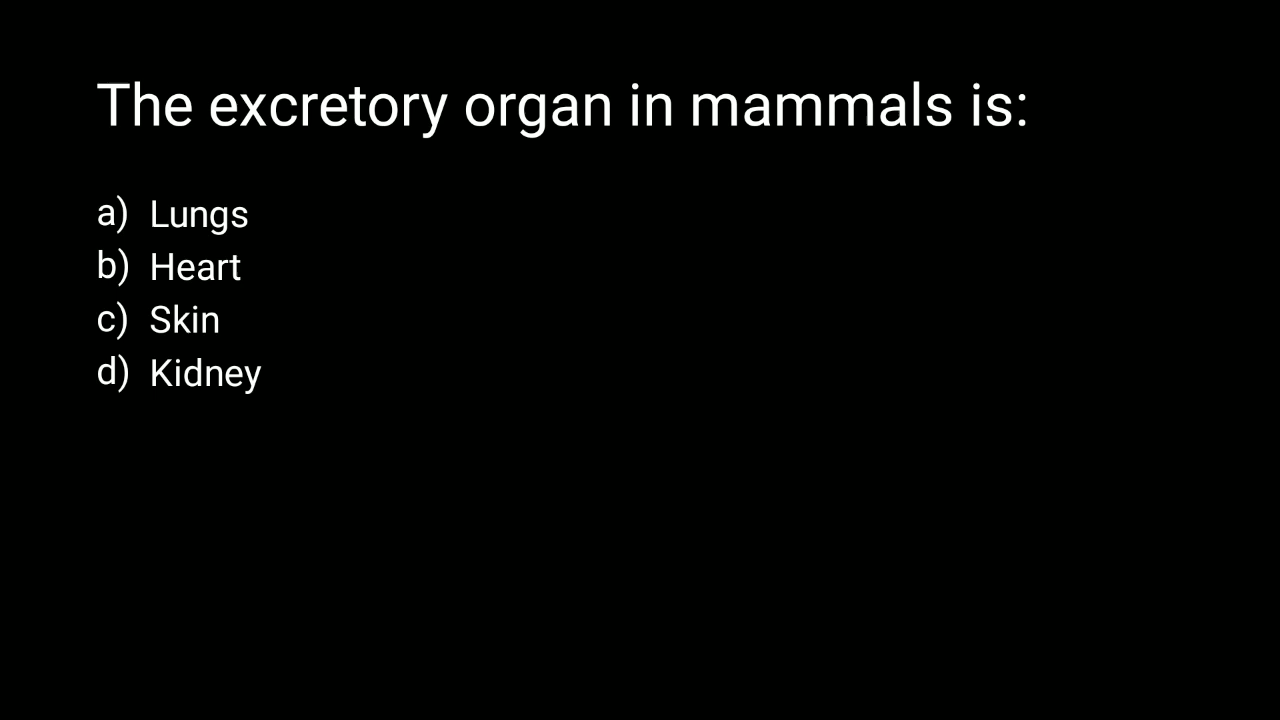 The excretory organ in mammals is:
a) Lungs
b) Heart
c) Skin
d) Kidney